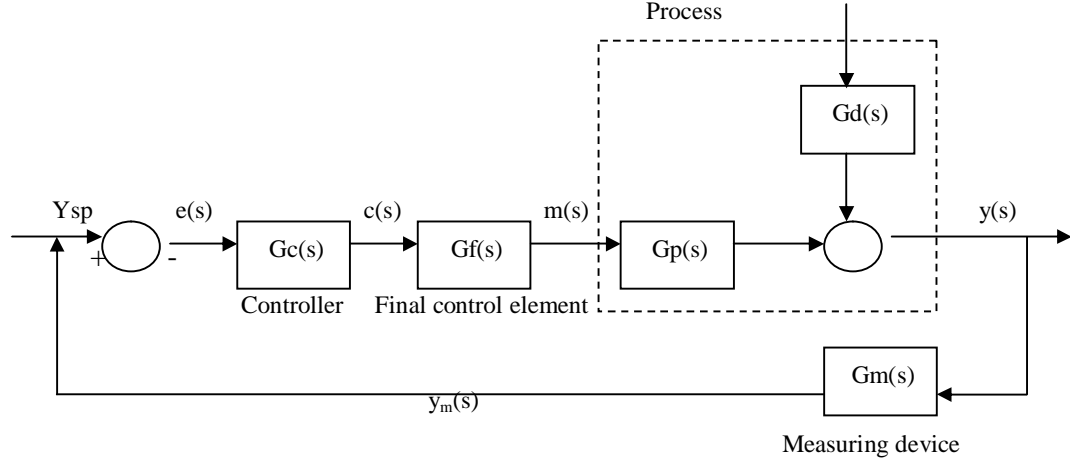 Process
Gd(s)
Ysp
e(s)
c(s)
m(s)
y(s)
+
-
Gc(s)
Gf(s)
Gp(s)
Controller
Final control element
Gm(s)
yₘ(s)
Measuring device